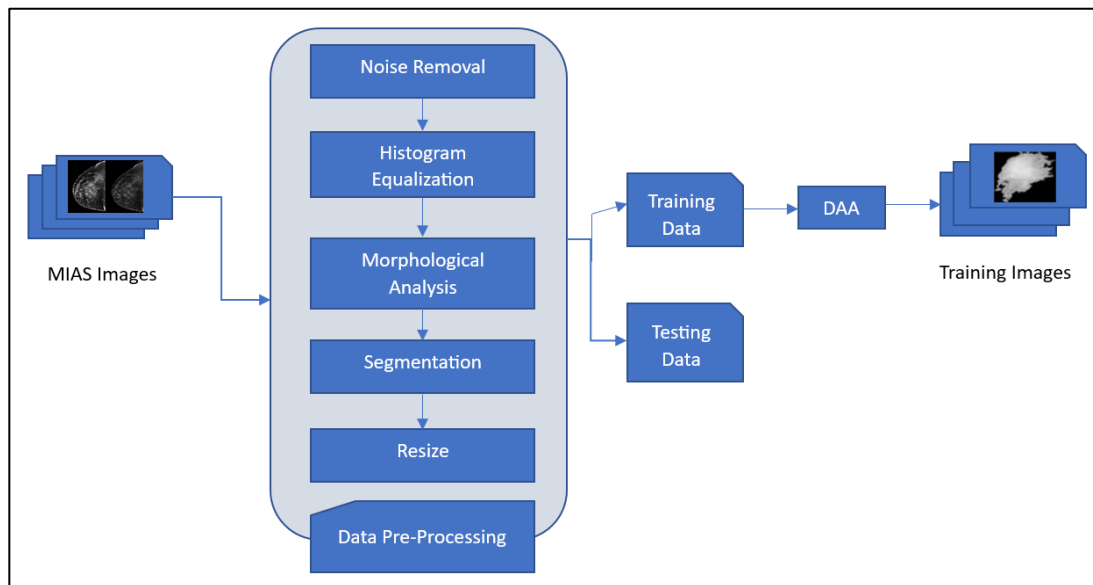 MIAS Images
Noise Removal
Histogram
Equalization
Morphological
Analysis
Segmentation
Resize
Data Pre-Processing
Training
Data
Testing
Data
DAA
Training Images